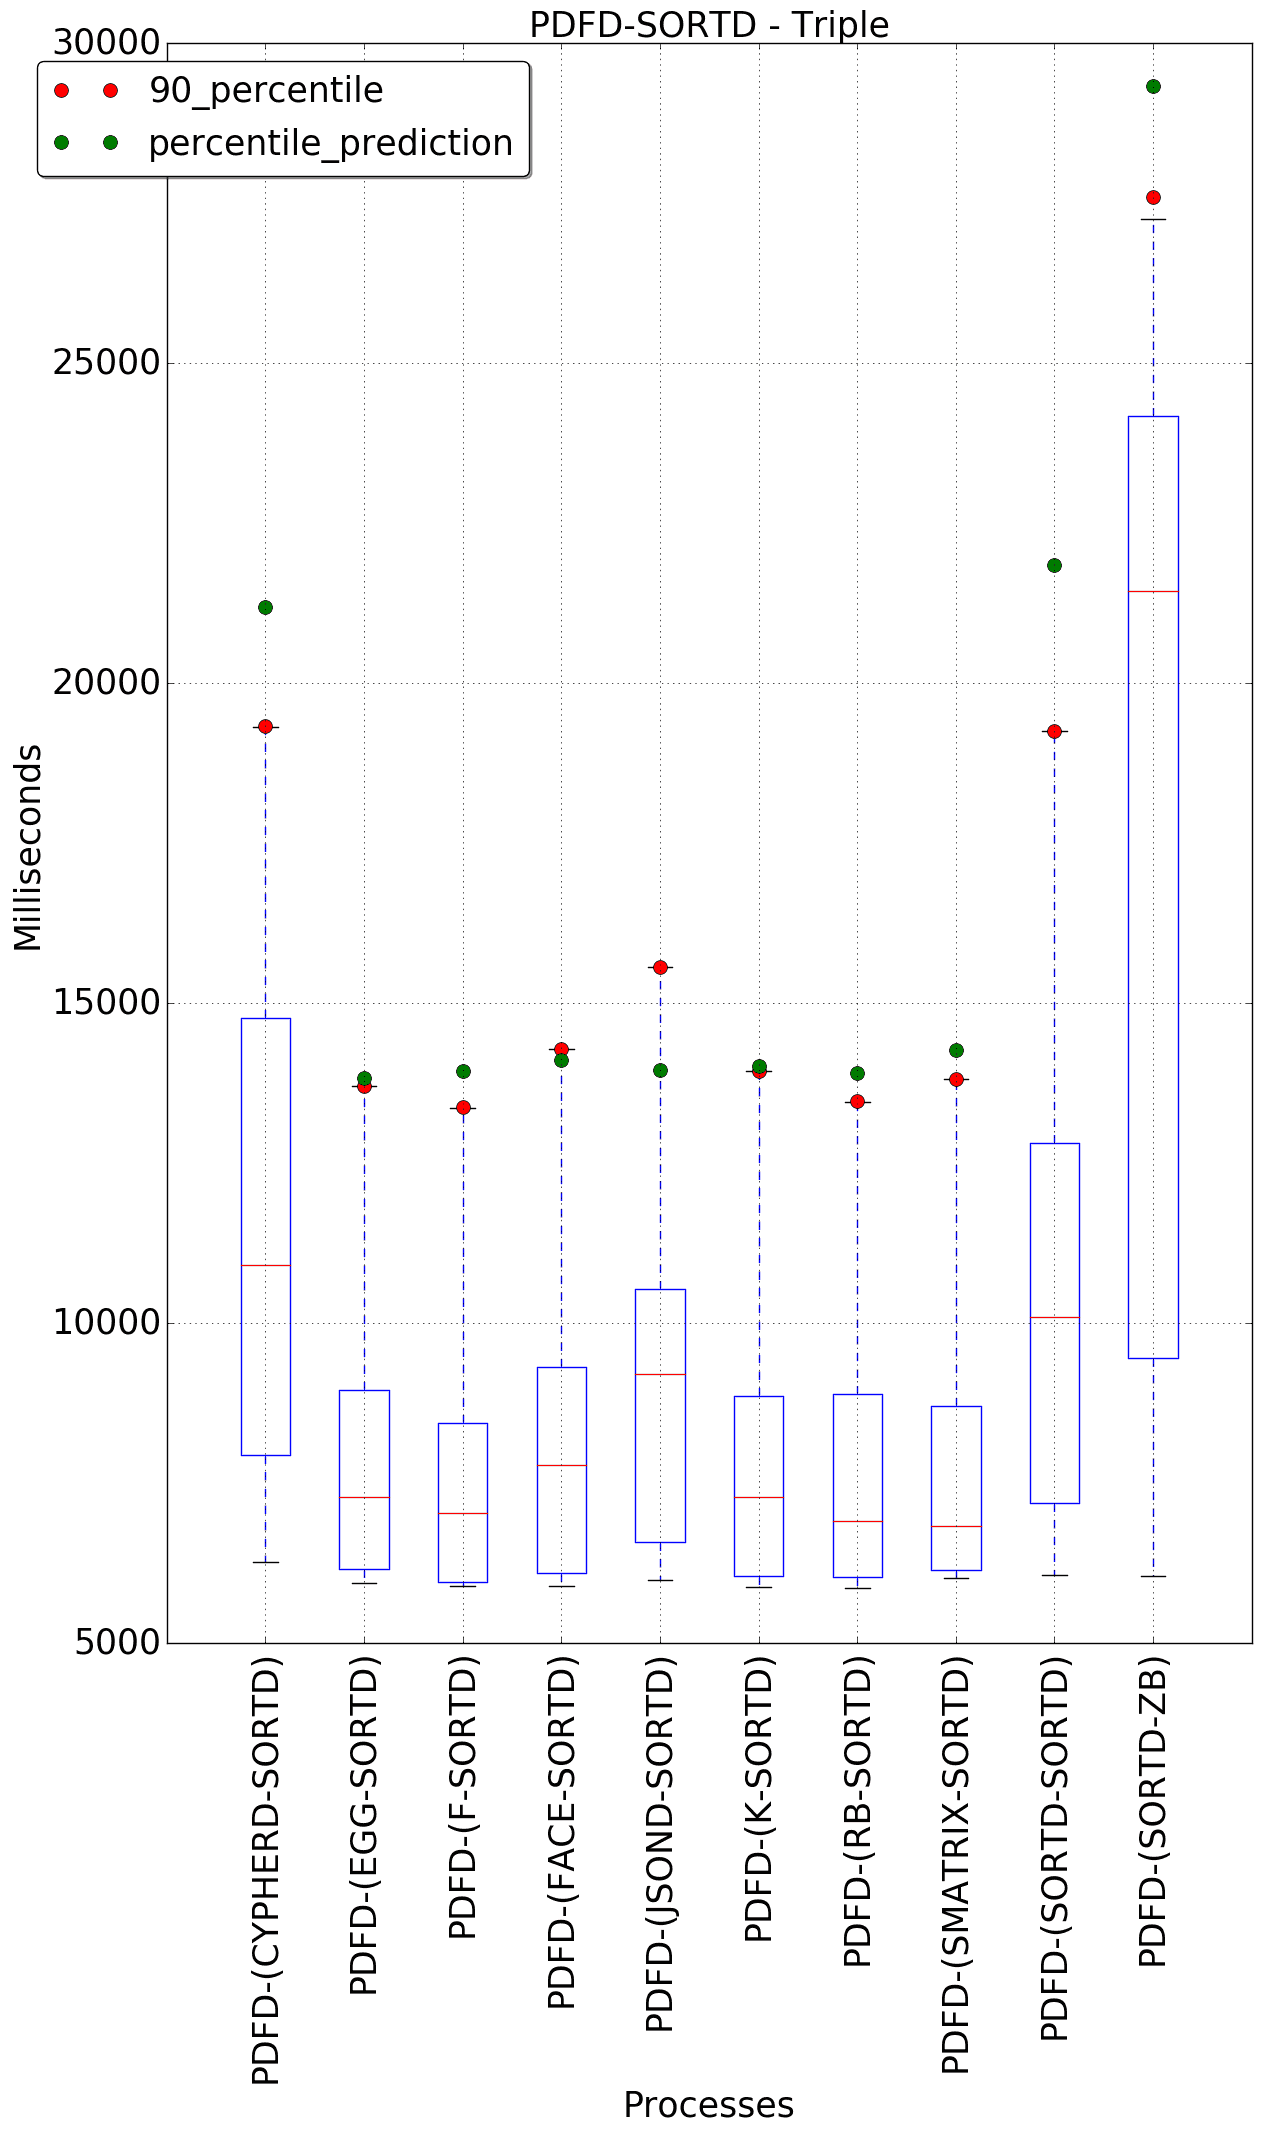 PDFD-SORTD - Triple
90_percentile
percentile_prediction
30000
25000
20000
15000
10000
5000
Milliseconds
PDFD-(CYPHERD-SORTD)
PDFD-(EGG-SORTD)
PDFD-(F-SORTD)
PDFD-(FACE-SORTD)
PDFD-(JSOND-SORTD)
PDFD-(K-SORTD)
PDFD-(RB-SORTD)
PDFD-(SMATRIX-SORTD)
PDFD-(SORTD-SORTD)
PDFD-(SORTD-ZB)
Processes